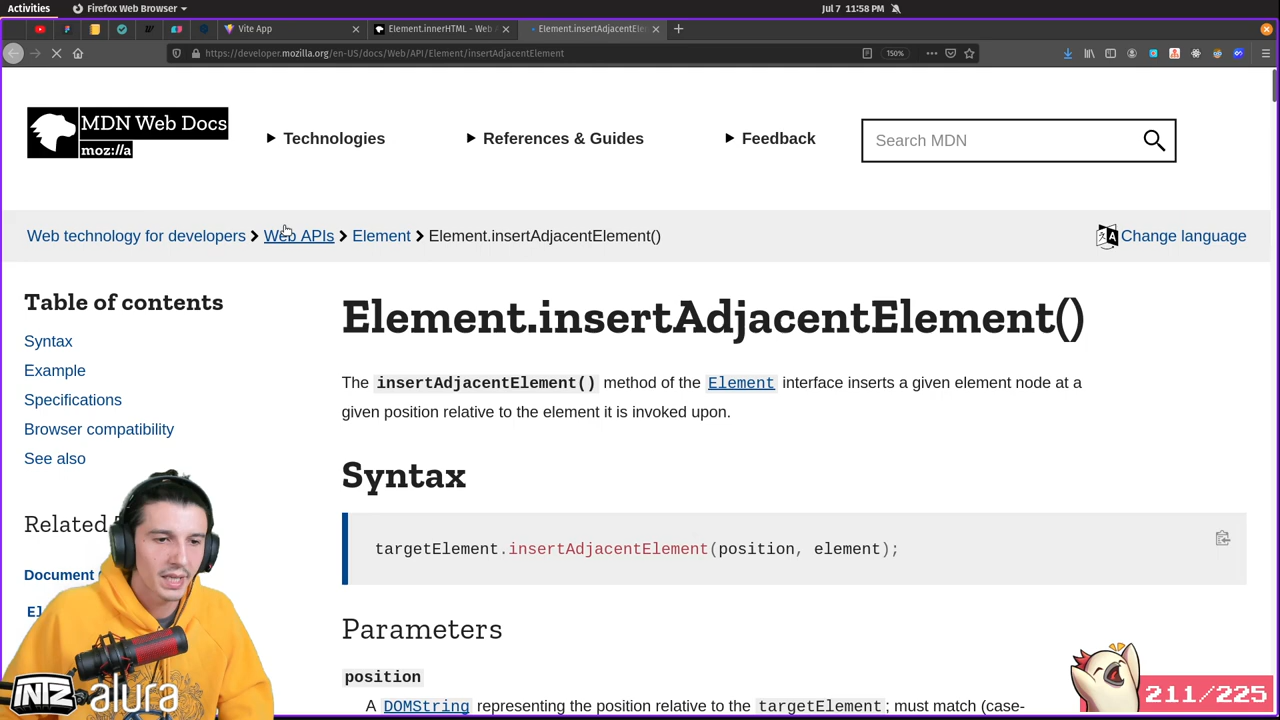 Activities
Firefox Web Browser
Jul 7 11:58 PM
Vite App
Element.innerHTML - Web
Element.insertAdjacentEleme
https://developer.mozilla.org/en-US/docs/Web/API/Element/insertAdjacentElement
150%
MDN Web Docs
moz://a
Technologies
References & Guides
Feedback
Search MDN
Web technology for developers
Web APIs
Element
Element.insertAdjacentElement()
Change language
Table of contents
Syntax
Example
Specifications
Browser compatibility
See also
Related
Document
El
Element.insertAdjacentElement()
The insertAdjacentElement() method of the Element interface inserts a given element node at a
given position relative to the element it is invoked upon.
Syntax
targetElement.insertAdjacentElement(position, element);
Parameters
position
A DOMString representing the position relative to the targetElement; must match (case-
NTZ alura
211/225